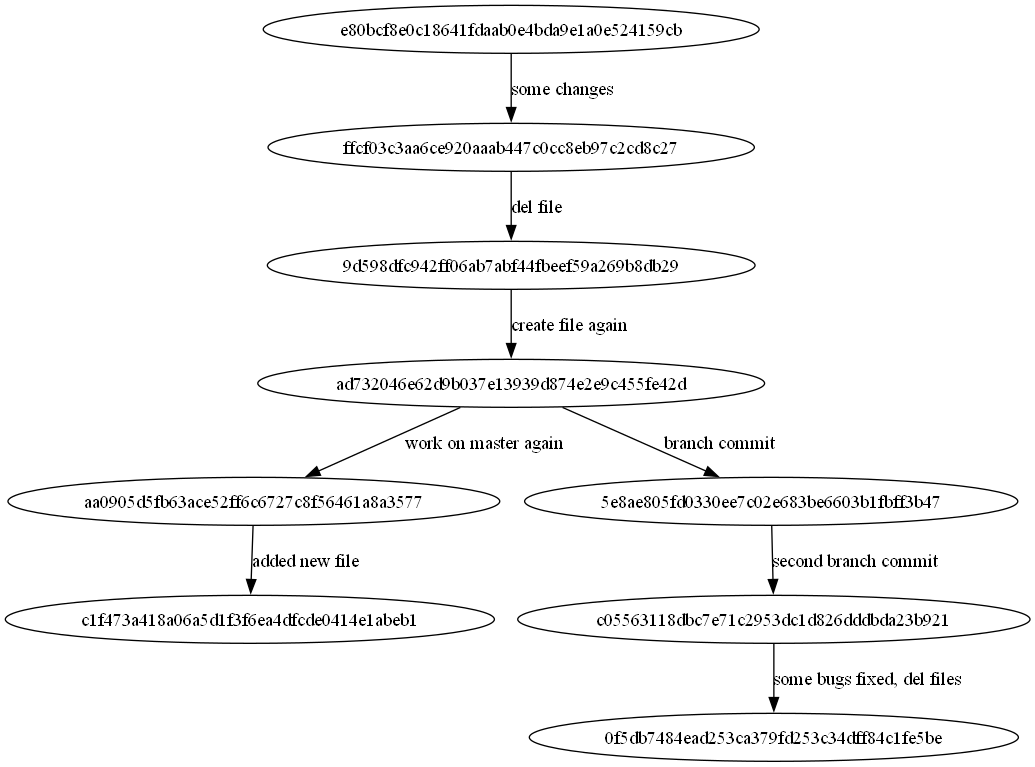 e80bcf8e0c18641fdaab0e4bda9e1a0e524159cb
some changes
ffcf03c3aa6ce920aaab447c0cc8eb97c2cd8c27
del file
9d598dfc942ff06ab7abf44fbeef59a269b8db29
create file again
ad732046e62d9b037e13939d874e2e9c455fe42d
work on master again
branch commit
aa0905d5fb63ace52ff6c6727c8f56461a8a3577
5e8ae805fd0330ee7c02e683be6603b1fbff3b47
added new file
second branch commit
c1f473a418a06a5d1f3f6ea4dfcde0414e1abeb1
c05563118dbc7e71c2953dc1d826dddbda23b921
some bugs fixed, del files
0f5db7484ead253ca379fd253c34dff84c1fe5be